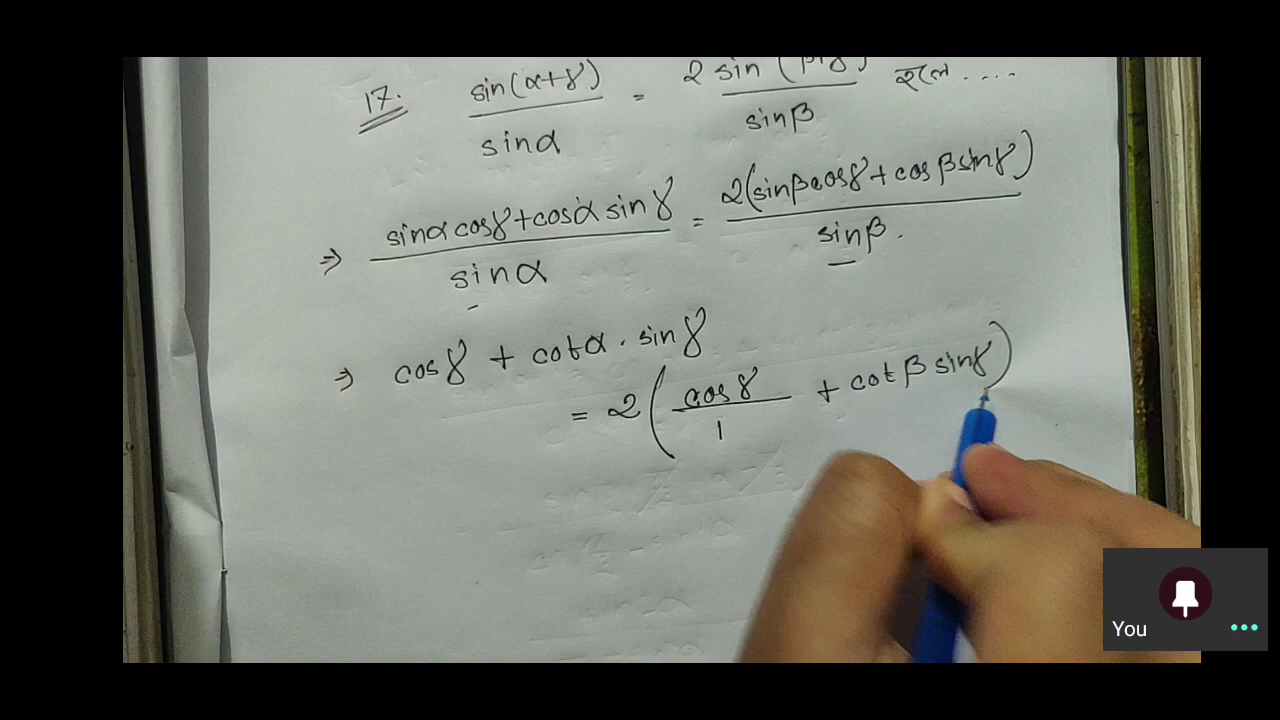 17. sin(α+γ) / sinα = 2 sin (β+γ) / sinβ হলে ....
⇒ sinα cosγ + cosα sinγ / sinα = 2(sinβ cosγ + cosβ sinγ) / sinβ.
⇒ cosγ + cotα . sinγ
= 2 ( cosγ / 1 + cotβ sinγ )
You